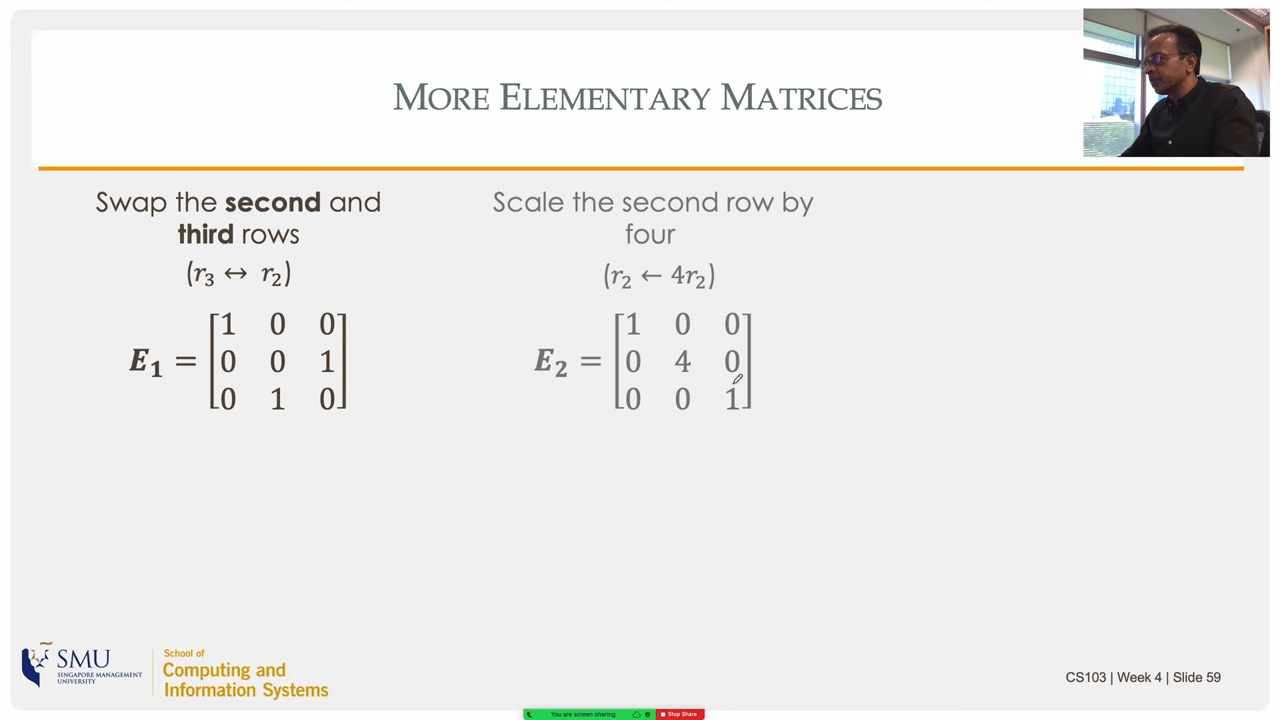 MORE ELEMENTARY MATRICES
Swap the second and
third rows
(r₃ ↔ r₂)
E₁ = [1 0 0
0 0 1
0 1 0]
Scale the second row by
four
(r₂ ← 4r₂)
E₂ = [1 0 0
0 4 0
0 0 1]
SMU
SINGAPORE MANAGEMENT
UNIVERSITY
School of
Computing and
Information Systems
CS103 | Week 4 | Slide 59
You are screen sharing
Stop Share